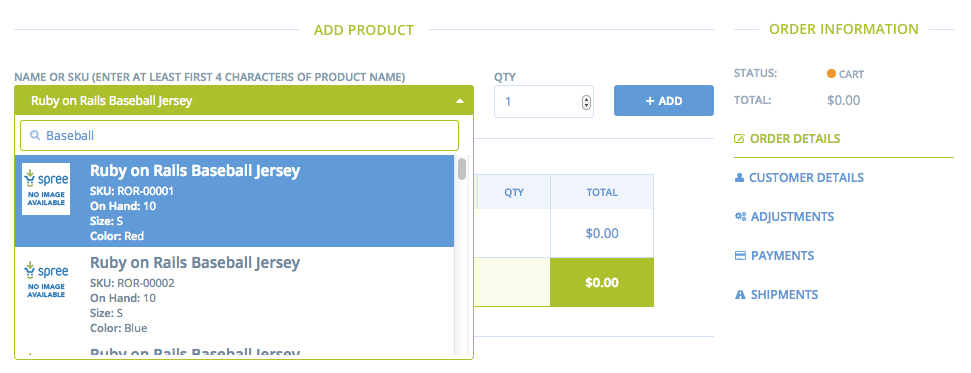 ADD PRODUCT
NAME OR SKU (ENTER AT LEAST FIRST 4 CHARACTERS OF PRODUCT NAME)
QTY
Ruby on Rails Baseball Jersey
1
+ ADD
Baseball
spree
NO IMAGE
AVAILABLE
Ruby on Rails Baseball Jersey
SKU: ROR-00001
On Hand: 10
Size: S
Color: Red
spree
NO IMAGE
AVAILABLE
Ruby on Rails Baseball Jersey
SKU: ROR-00002
On Hand: 10
Size: S
Color: Blue
Ruby on Rails Baseball Jersey
QTY
TOTAL
$0.00
$0.00
ORDER INFORMATION
STATUS: CART
TOTAL: $0.00
ORDER DETAILS
CUSTOMER DETAILS
ADJUSTMENTS
PAYMENTS
SHIPMENTS